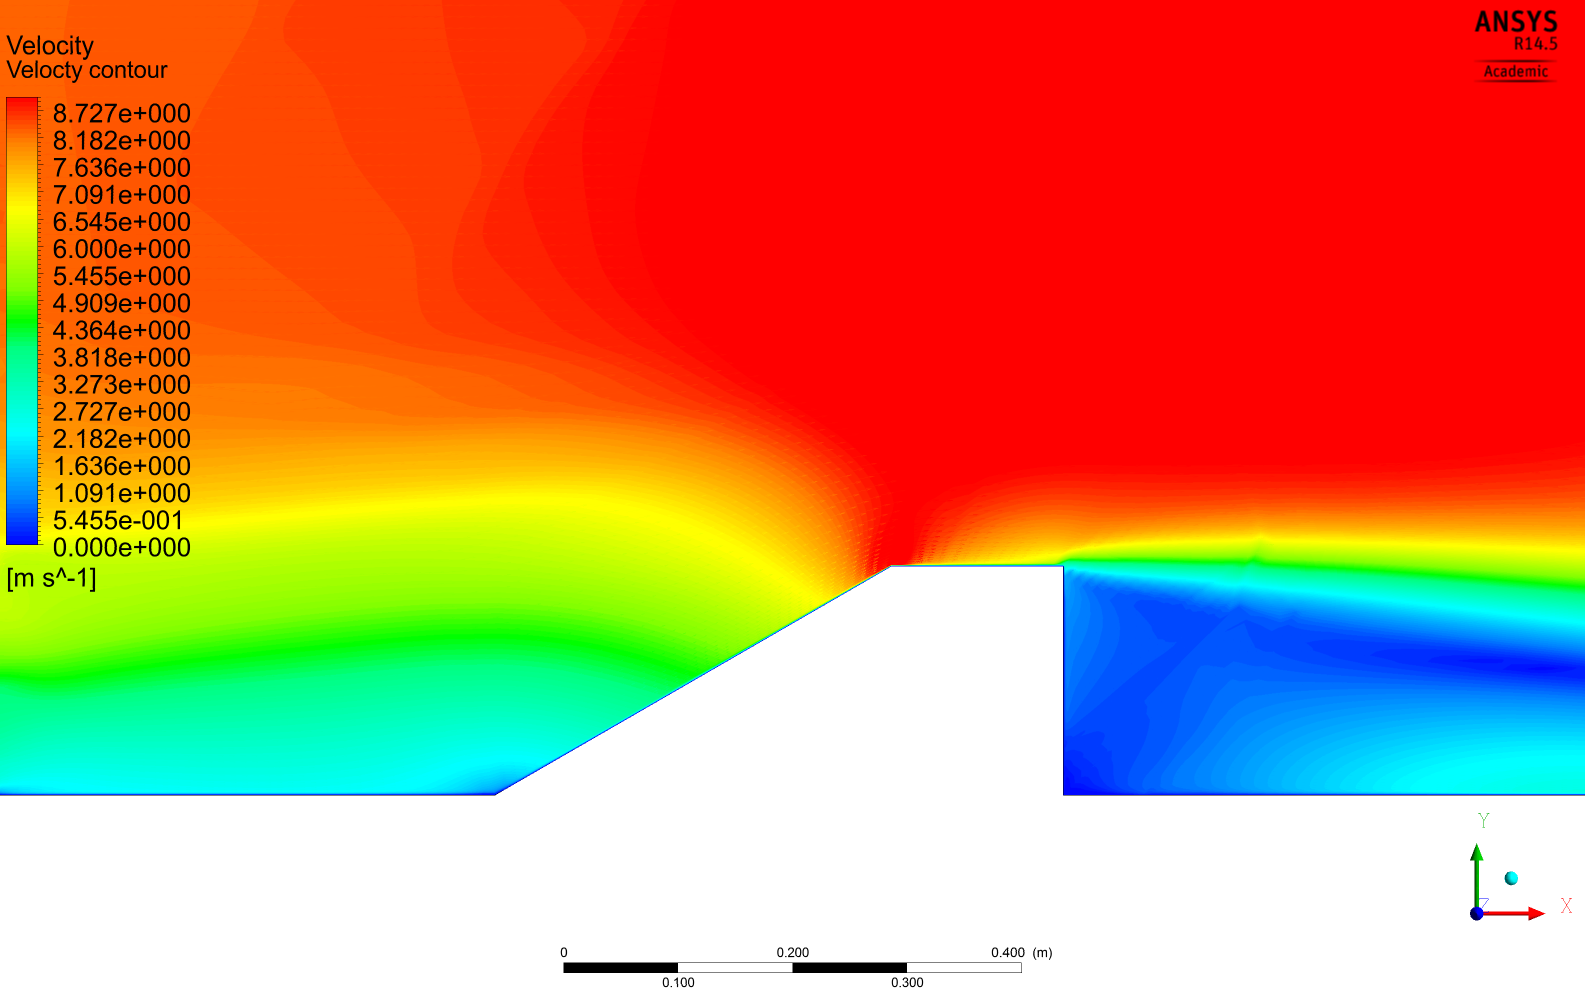 Velocity
Velocty contour
8.727e+000
8.182e+000
7.636e+000
7.091e+000
6.545e+000
6.000e+000
5.455e+000
4.909e+000
4.364e+000
3.818e+000
3.273e+000
2.727e+000
2.182e+000
1.636e+000
1.091e+000
5.455e-001
0.000e+000
[m s^-1]
ANSYS
R14.5
Academic
Y
Z
X
0 0.200 0.400 (m)
0.100 0.300